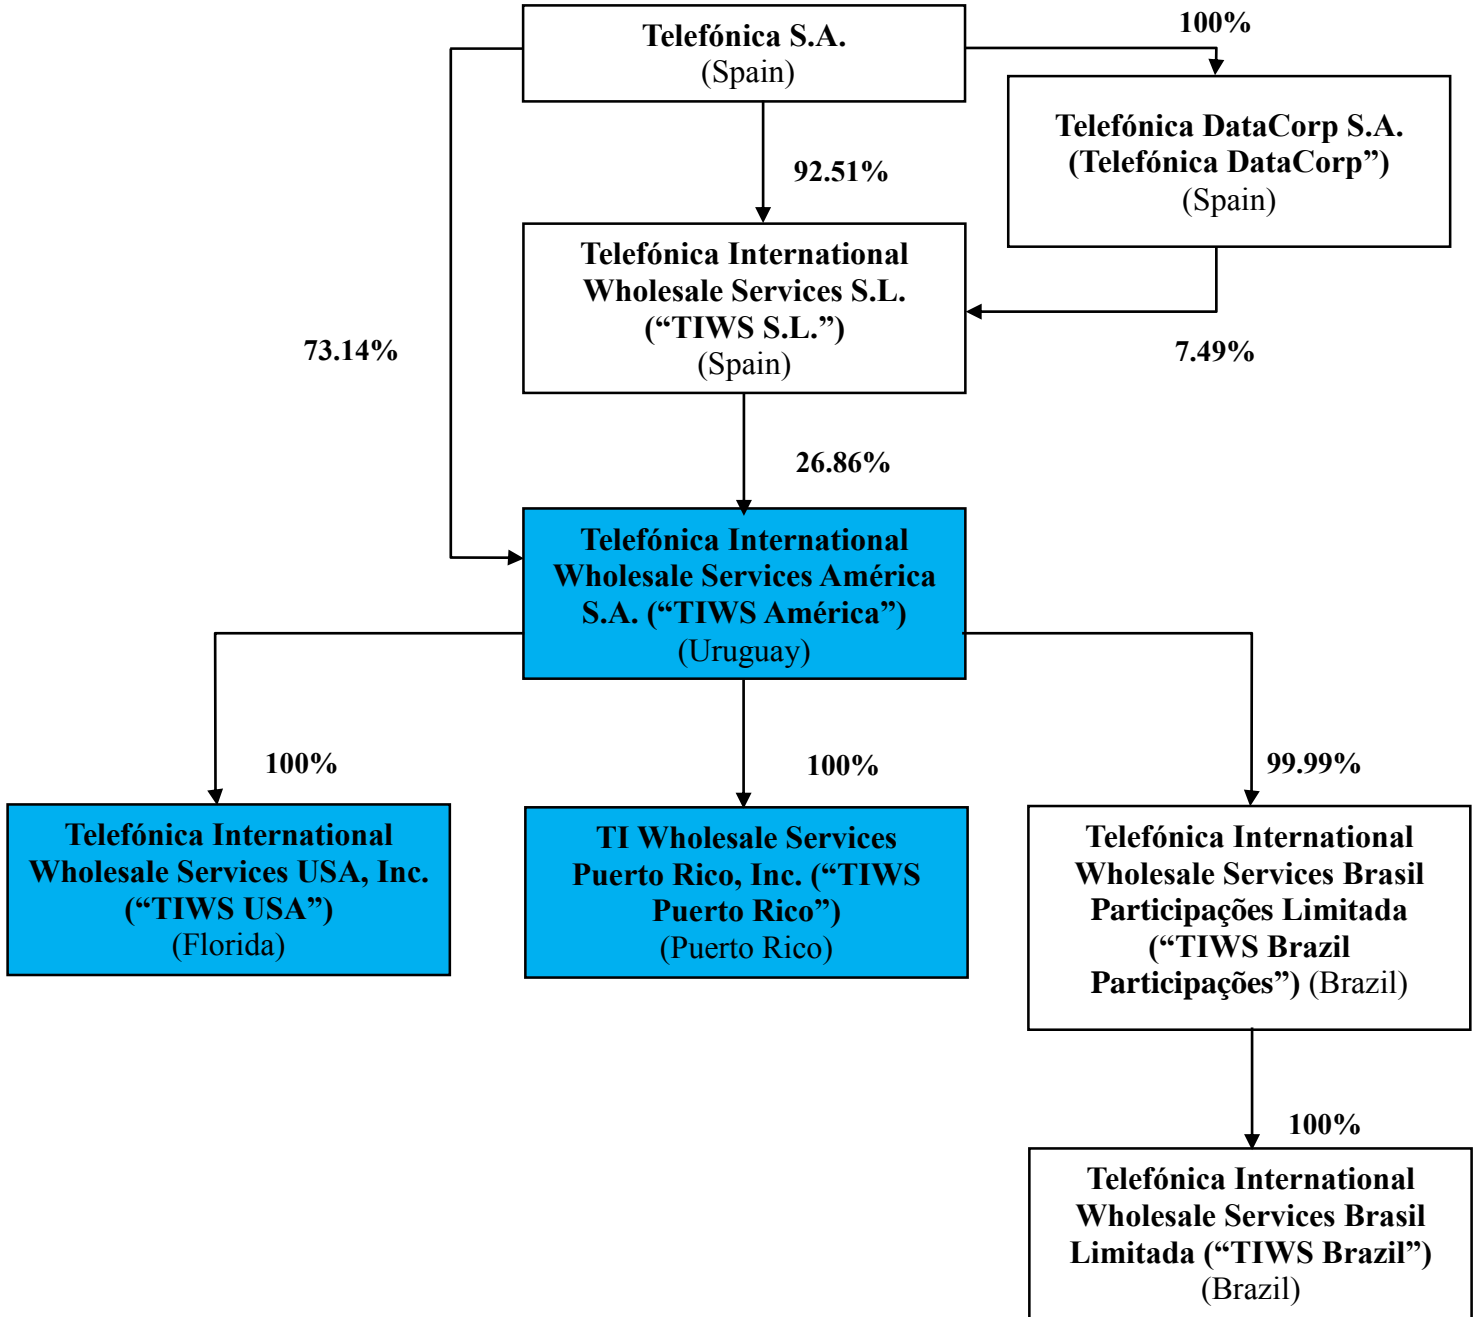 Telefónica S.A.
(Spain)
100%
Telefónica DataCorp S.A.
(Telefónica DataCorp”)
(Spain)
92.51%
Telefónica International
Wholesale Services S.L.
(“TIWS S.L.”)
(Spain)
73.14%
7.49%
26.86%
Telefónica International
Wholesale Services América
S.A. (“TIWS América”)
(Uruguay)
100%
100%
99.99%
Telefónica International
Wholesale Services USA, Inc.
(“TIWS USA”)
(Florida)
TI Wholesale Services
Puerto Rico, Inc. (“TIWS
Puerto Rico”)
(Puerto Rico)
Telefónica International
Wholesale Services Brasil
Participações Limitada
(“TIWS Brazil
Participações”) (Brazil)
100%
Telefónica International
Wholesale Services Brasil
Limitada (“TIWS Brazil”)
(Brazil)